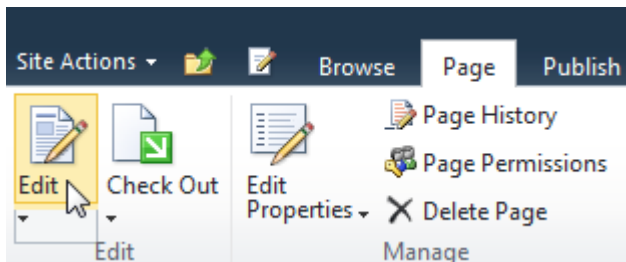 Site Actions Browse Page Publish
Edit Check Out Edit Properties Page History
Page Permissions
Delete Page
Edit Manage